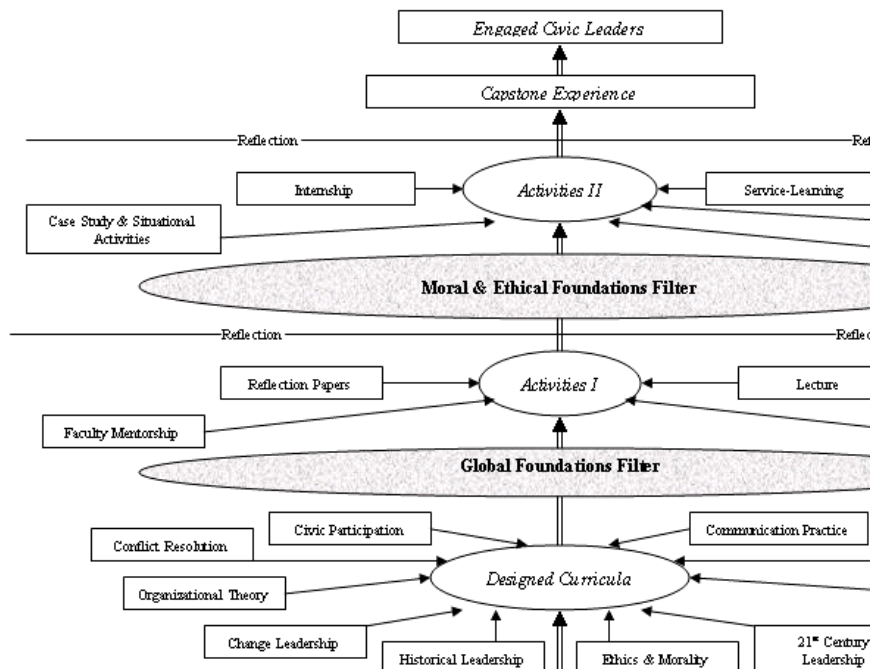 Engaged Civic Leaders
Capstone Experience
Reflection
Ref
Internship
Activities II
Service-Learning
Case Study & Situational
Activities
Moral & Ethical Foundations Filter
Reflection
Reflec
Reflection Papers
Activities I
Lecture
Faculty Mentorship
Global Foundations Filter
Civic Participation
Communication Practice
Conflict Resolution
Designed Curricula
Organizational Theory
Change Leadership
Historical Leadership
Ethics & Morality
21st Century
Leadership